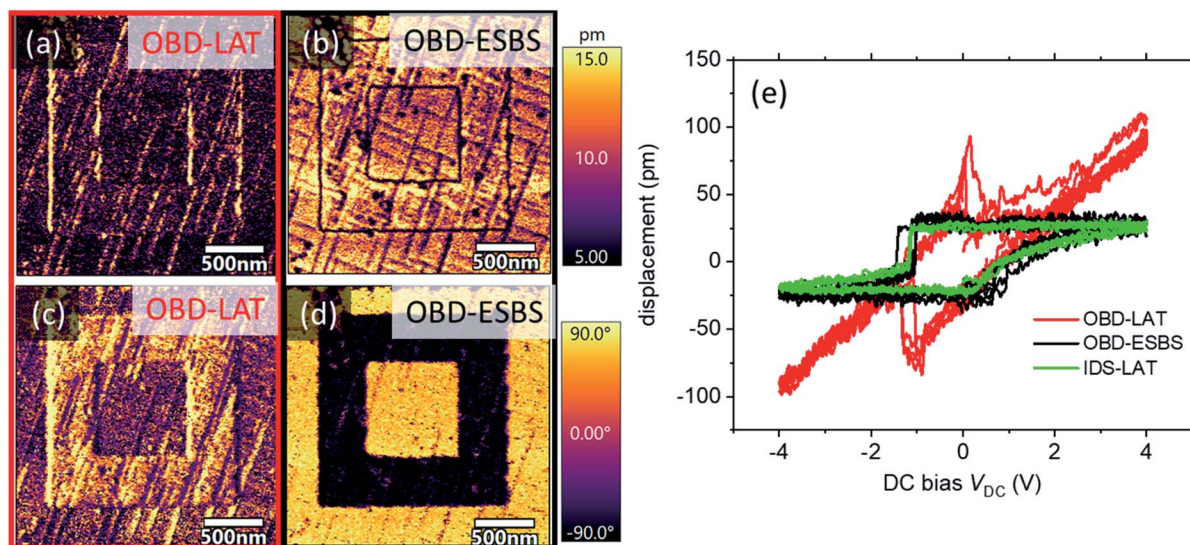 (a) OBD-LAT
500nm
(b) OBD-ESBS
500nm
pm
15.0
10.0
5.00
(c) OBD-LAT
500nm
(d) OBD-ESBS
500nm
90.0°
0.00°
-90.0°
(e)
displacement (pm)
150
100
50
0
-50
-100
-4 -2 0 2 4
DC bias V_DC (V)
OBD-LAT
OBD-ESBS
IDS-LAT